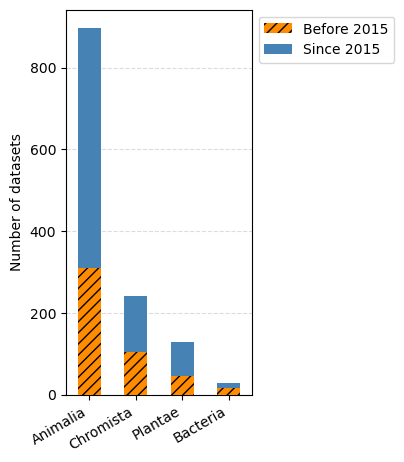 Before 2015
Since 2015
Number of datasets
800
600
400
200
0
Animalia
Chromista
Plantae
Bacteria